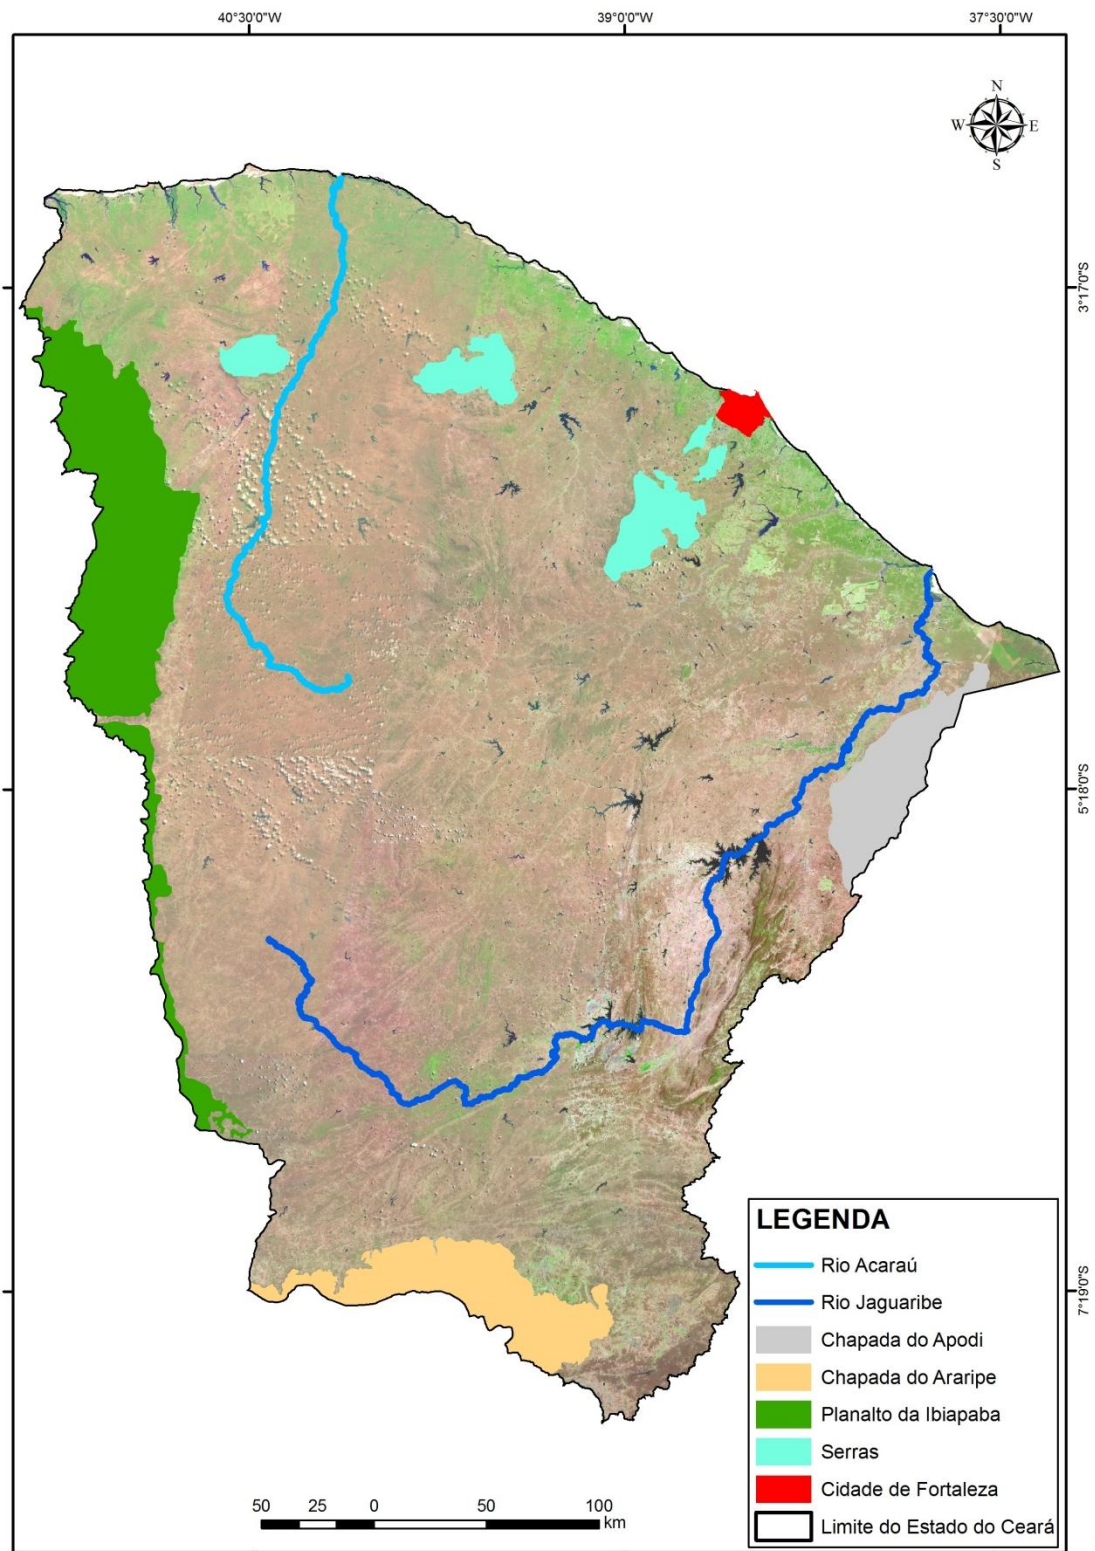 40°30'0"W
39°0'0"W
37°30'0"W
N
W
E
S
3°17'0"S
5°18'0"S
7°19'0"S
LEGENDA
Rio Acaraú
Rio Jaguaribe
Chapada do Apodi
Chapada do Araripe
Planalto da Ibiapaba
Serras
Cidade de Fortaleza
Limite do Estado do Ceará
50 25 0 50 100
km